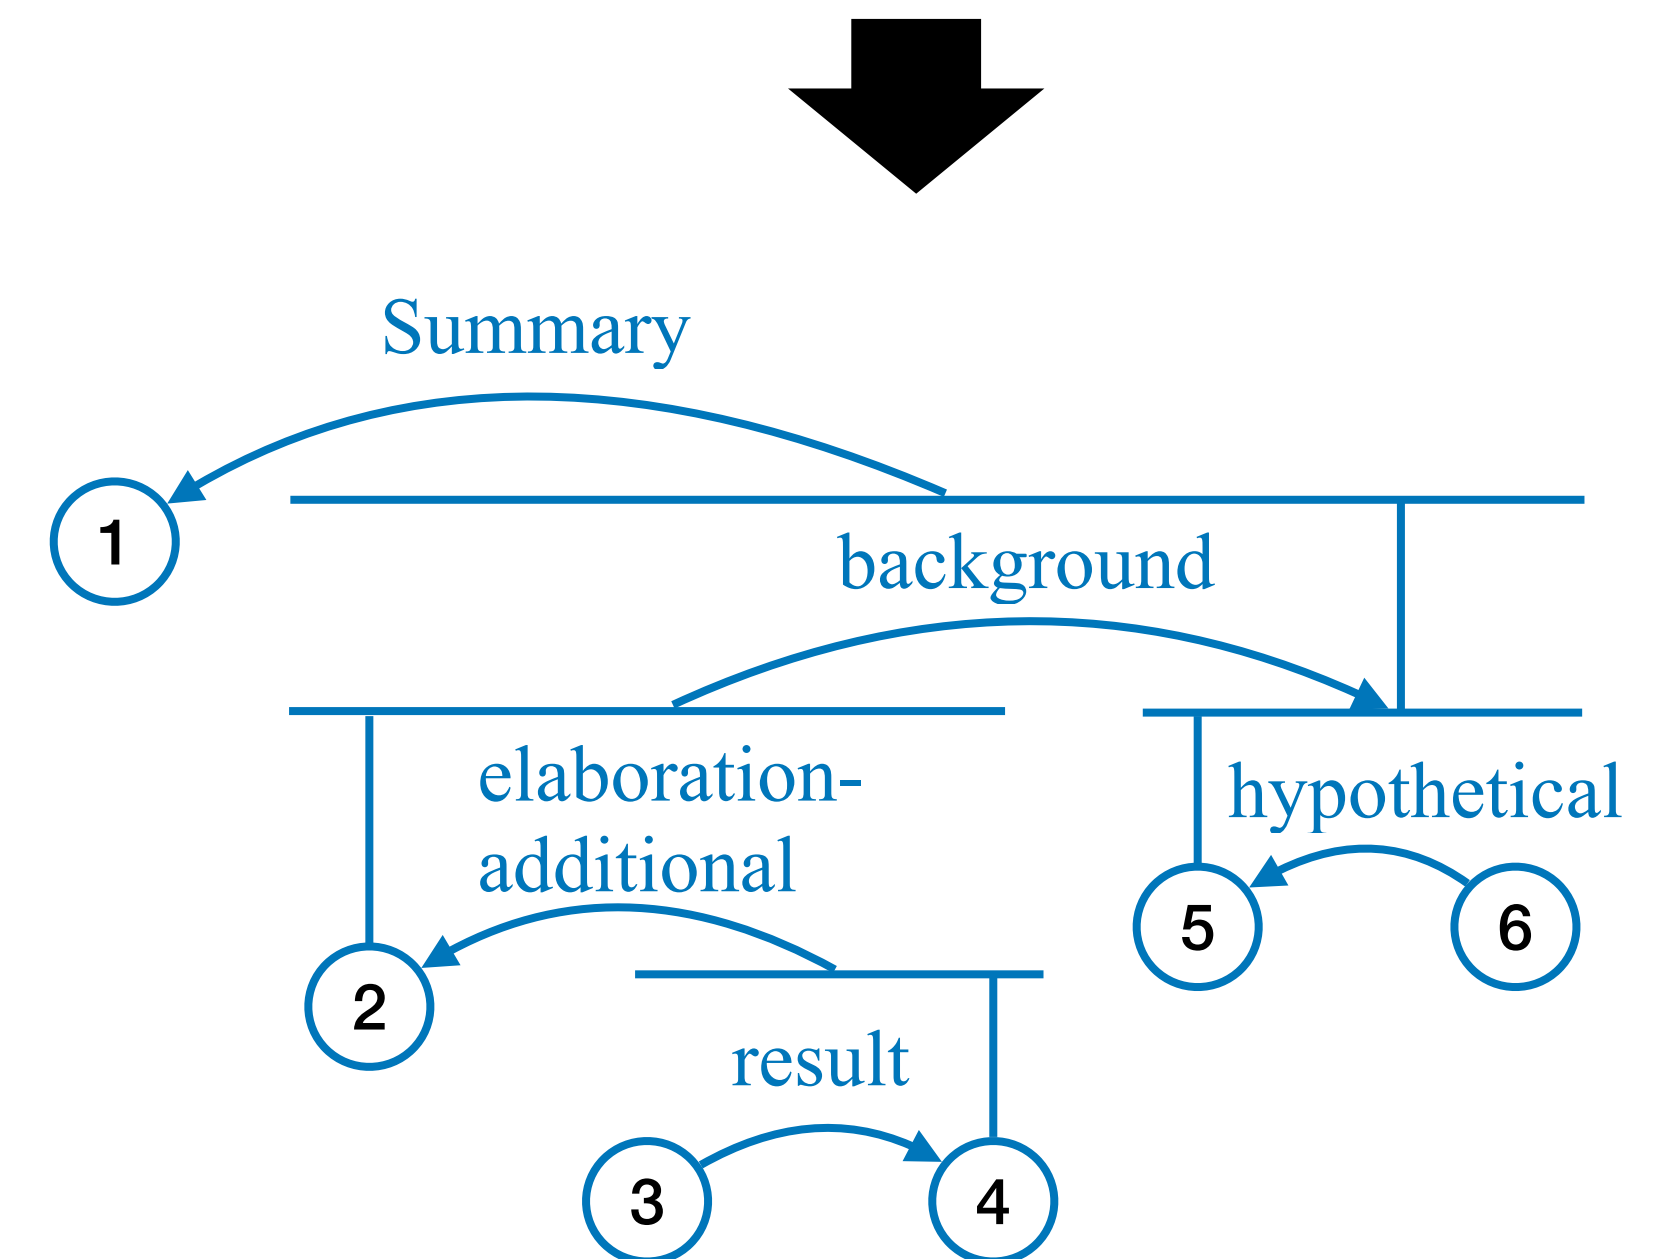 Summary
1
background
elaboration-
additional
hypothetical
5
6
2
result
3
4